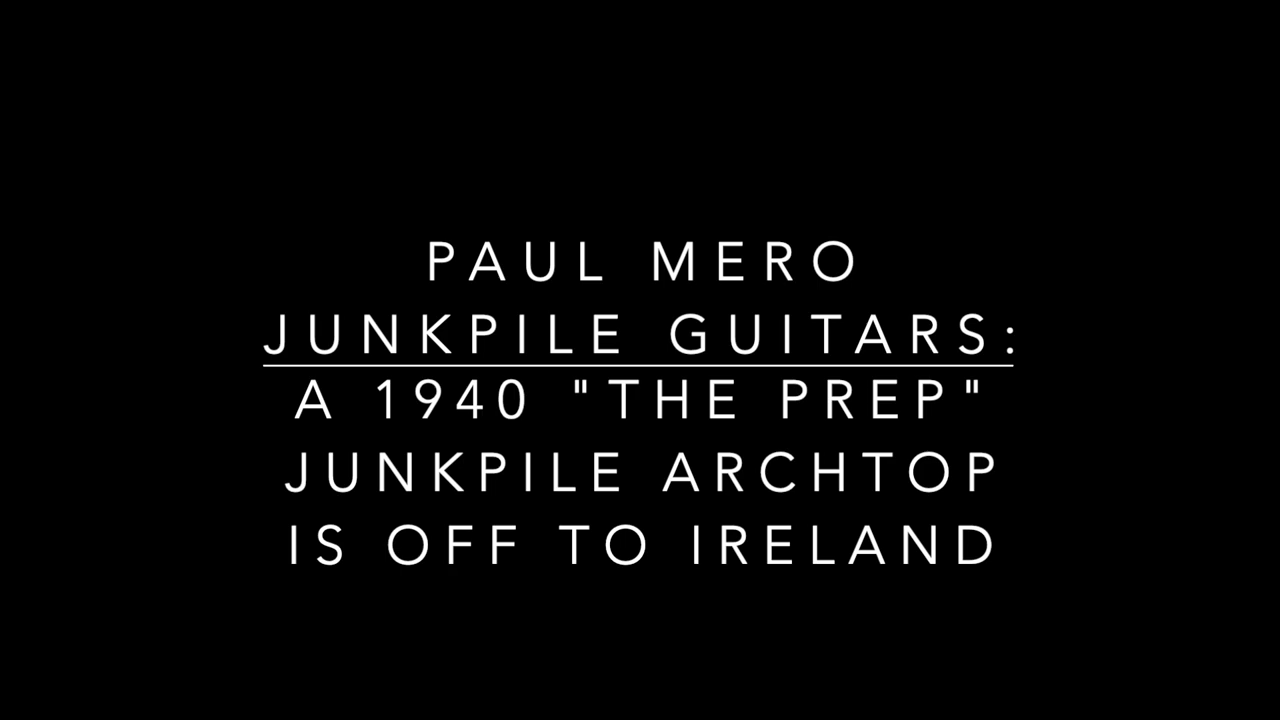 PAUL MERO
JUNKPILE GUITARS:
A 1940 "THE PREP"
JUNKPILE ARCHTOP
IS OFF TO IRELAND